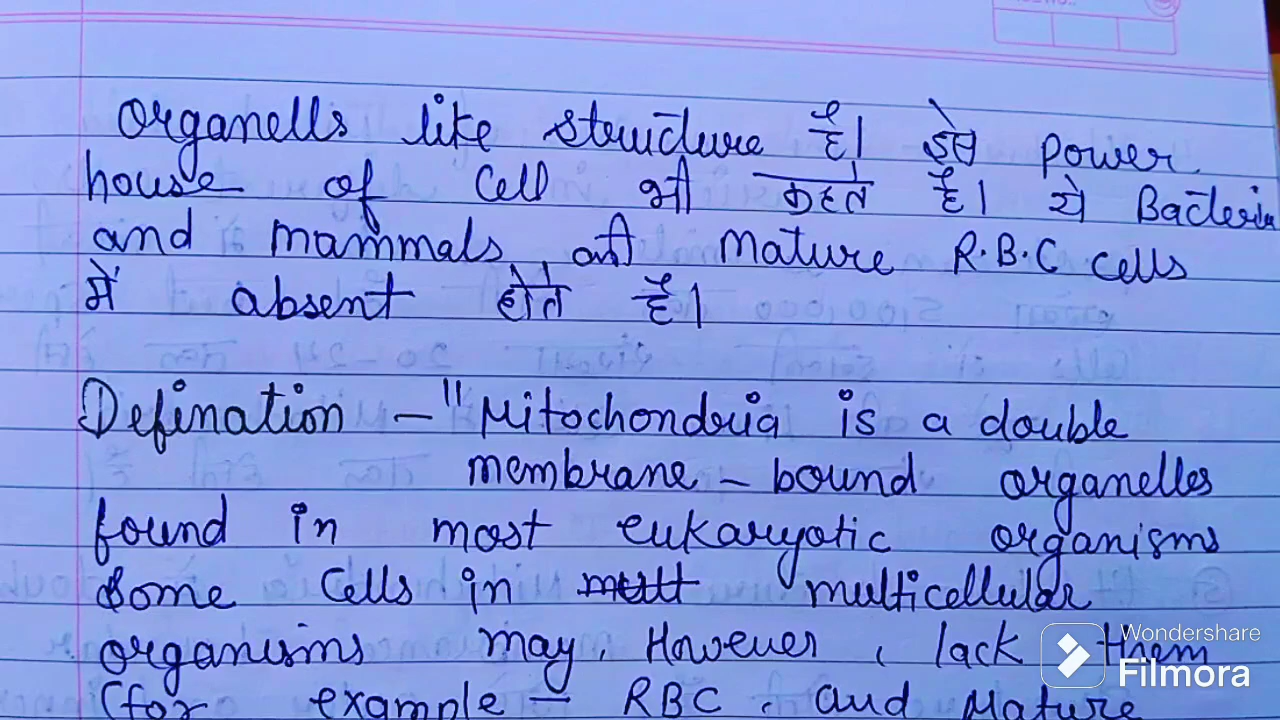 organells like structure है। इसे power
house of cell भी कहते है। ये Bacteria
and mammals की mature R.B.C cells
में absent होते है।
Defination - "Mitochondria is a double
membrane - bound organelles
found in most eukaryotic organisms
Some cells in multicellular
organisms may, However, lack them
(for example - RBC, and Mature
Wondershare
Filmora